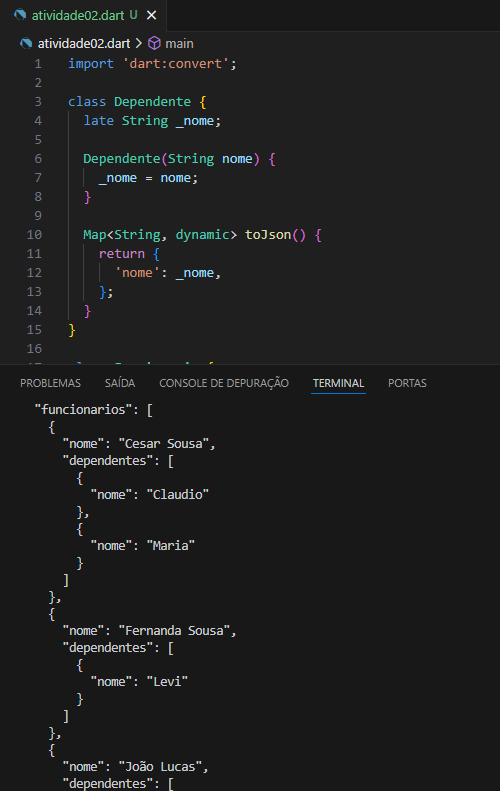 atividade02.dart U ×
atividade02.dart > main
1 import 'dart:convert';
2
3 class Dependente {
4 late String _nome;
5
6 Dependente(String nome) {
7 _nome = nome;
8 }
9
10 Map<String, dynamic> toJson() {
11 return {
12 'nome': _nome,
13 };
14 }
15 }
16
PROBLEMAS SAÍDA CONSOLE DE DEPURAÇÃO TERMINAL PORTAS
"funcionarios": [
{
"nome": "Cesar Sousa",
"dependentes": [
{
"nome": "Claudio"
},
{
"nome": "Maria"
}
]
},
{
"nome": "Fernanda Sousa",
"dependentes": [
{
"nome": "Levi"
}
]
},
{
"nome": "João Lucas",
"dependentes": [